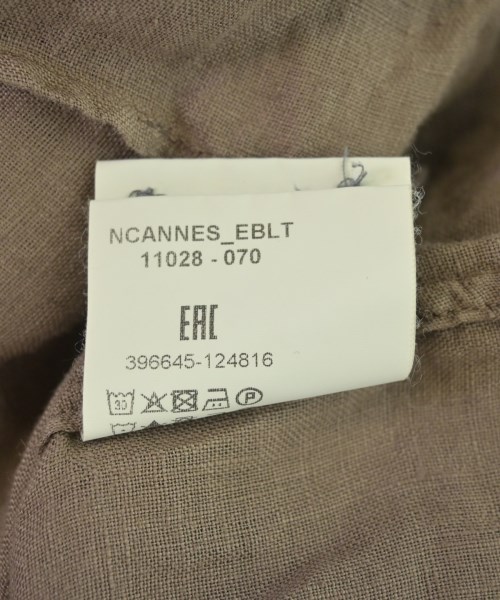 NCANNES_EBLT
11028 - 070
EAC
396645-124816
30 P